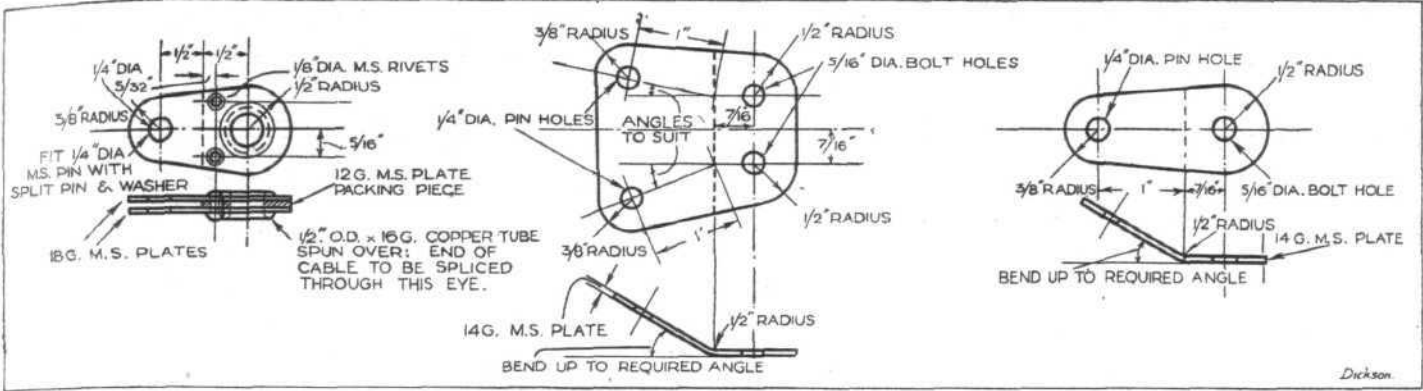 1/2" 1/2"
1/4" DIA
5/32"
1/8" DIA. M.S. RIVETS
1/2" RADIUS
3/8" RADIUS
5/16"
FIT 1/4" DIA
M.S. PIN WITH
SPLIT PIN & WASHER
12G. M.S. PLATE
PACKING PIECE
18G. M.S. PLATES
1/2" O.D. x 16G. COPPER TUBE
SPUN OVER: END OF
CABLE TO BE SPLICED
THROUGH THIS EYE.
3/8" RADIUS
1"
1/2" RADIUS
5/16" DIA. BOLT HOLES
1/4" DIA. PIN HOLES
ANGLES
TO SUIT
7/16"
7/16"
1/2" RADIUS
3/8" RADIUS
1"
14G. M.S. PLATE
1/2" RADIUS
BEND UP TO REQUIRED ANGLE
1/4" DIA. PIN HOLE
1/2" RADIUS
3/8" RADIUS
1"
7/16"
5/16" DIA. BOLT HOLE
1/2" RADIUS
14G. M.S. PLATE
BEND UP TO REQUIRED ANGLE
Dickson.